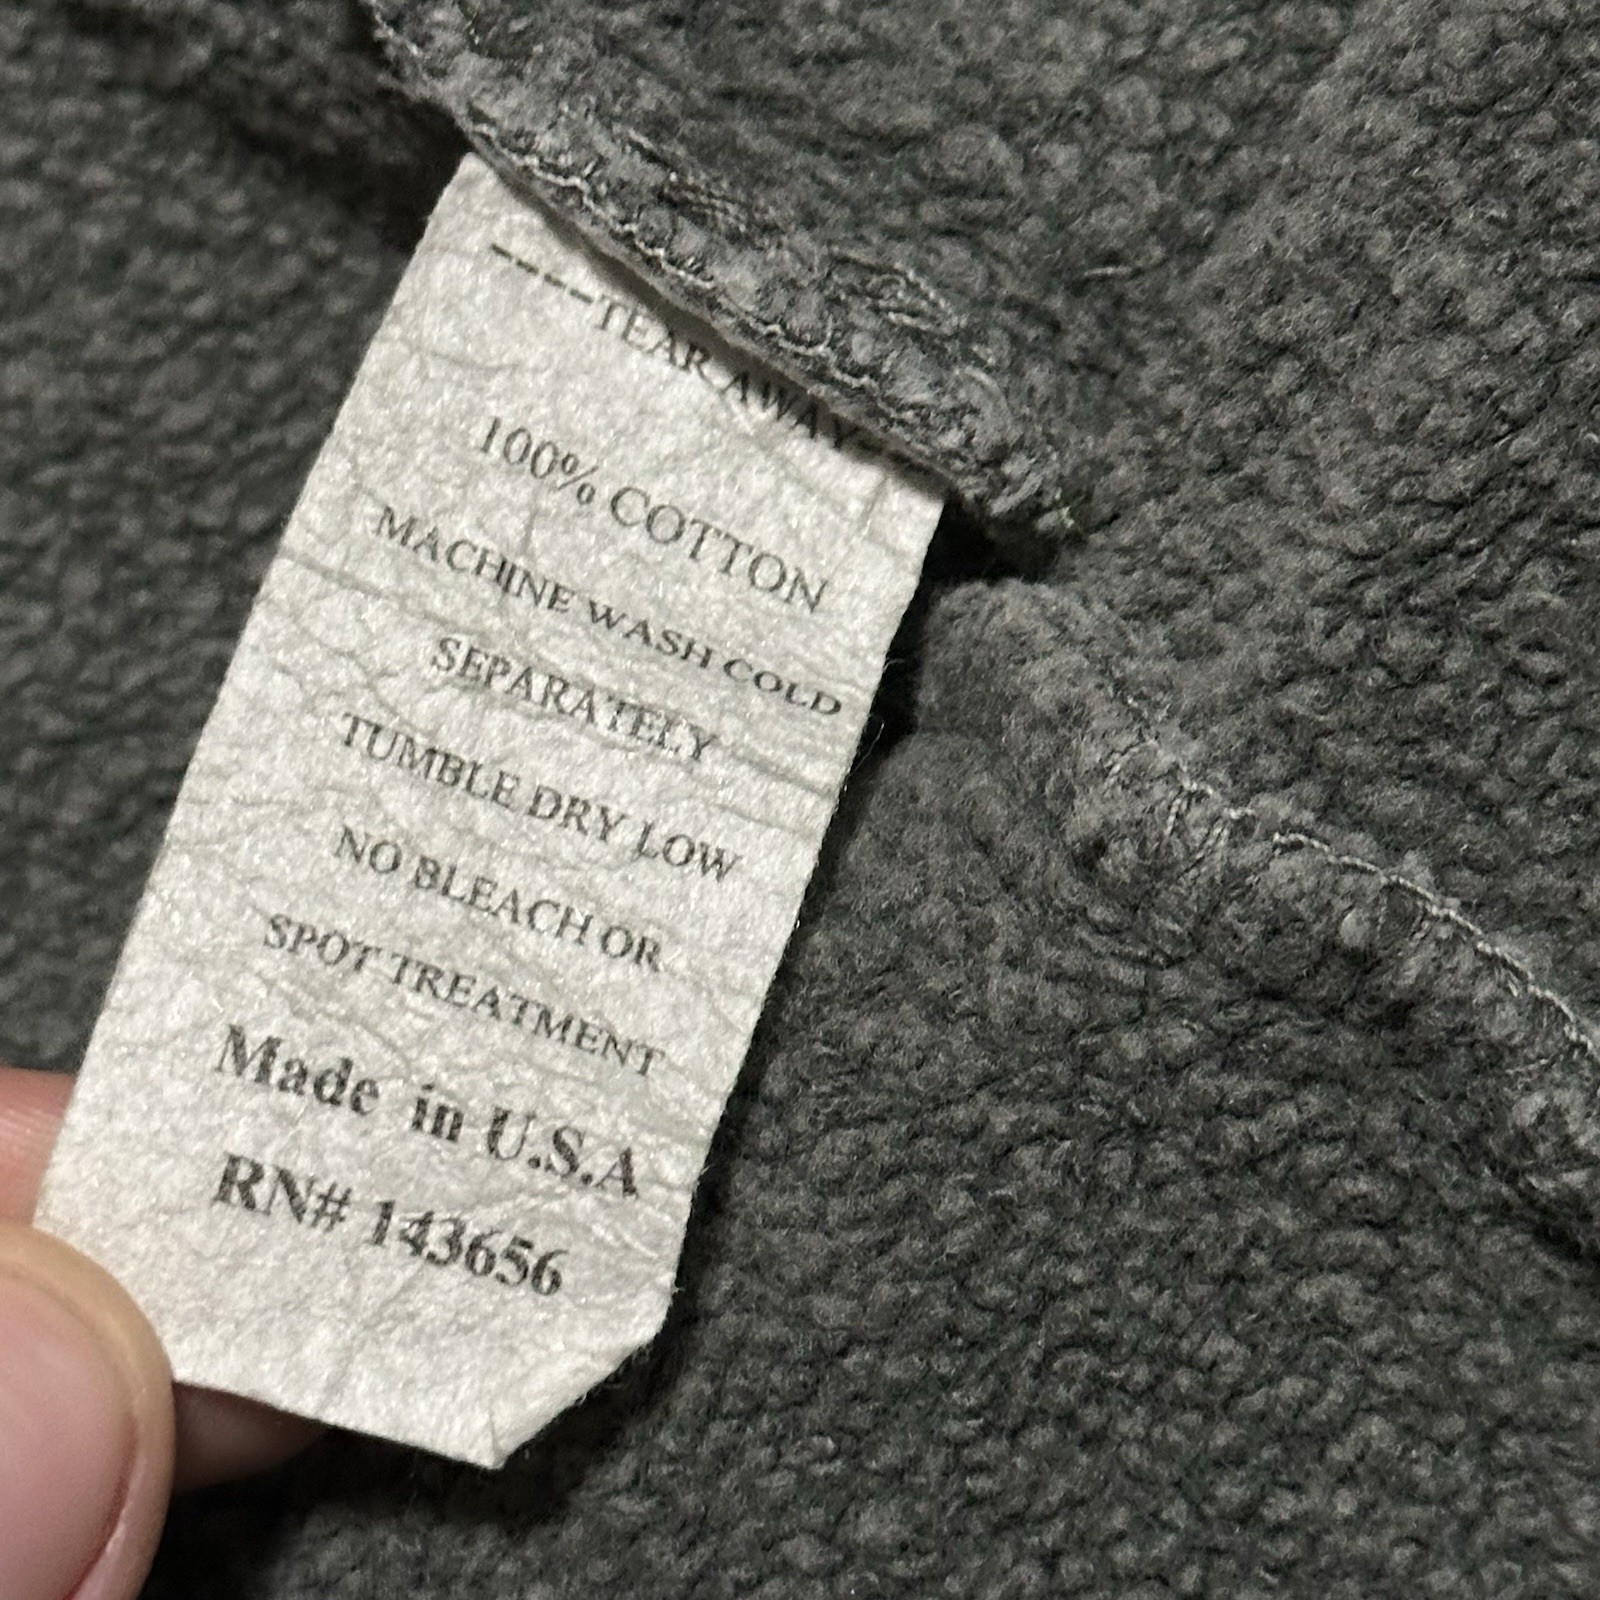 ----TEAR AWAY-
100% COTTON
MACHINE WASH COLD
SEPARATELY
TUMBLE DRY LOW
NO BLEACH OR
SPOT TREATMENT
Made in U.S.A
RN# 143656